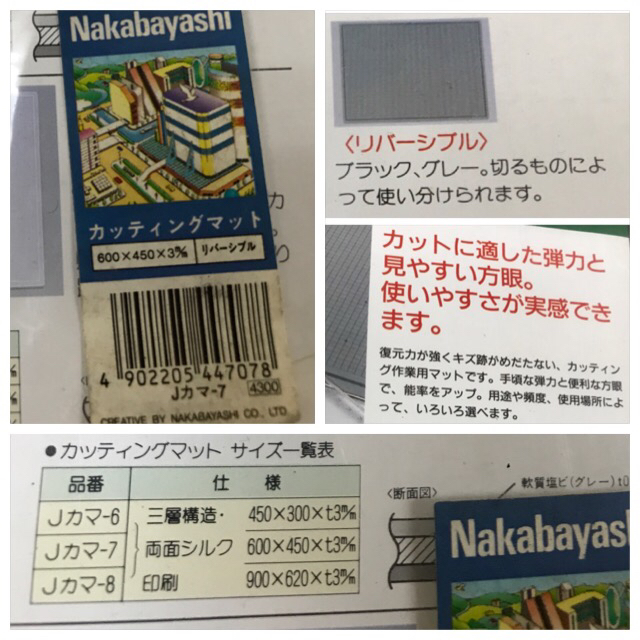 Nakabayashi
カッティングマット
600×450×3㎜ リバーシブル
4 902205 447078
Jカマ-7 4300
CREATIVE BY NAKABAYASHI CO., LTD
〈リバーシブル〉
ブラック、グレー。切るものによ
って使い分けられます。
カットに適した弾力と
見やすい方眼。
使いやすさが実感でき
ます。
復元力が強くキズ跡がめだたない、カッティン
グ作業用マットです。手頃な弾力と便利な方眼
で、能率をアップ。用途や頻度、使用場所によ
って、いろいろ選べます。
●カッティングマット サイズ一覧表
品番 仕様
Jカマ-6 三層構造・ 450×300×t3㎜
Jカマ-7 両面シルク 600×450×t3㎜
Jカマ-8 印刷 900×620×t3㎜
〈断面図〉
軟質塩ビ(グレー)t0
Nakabayas